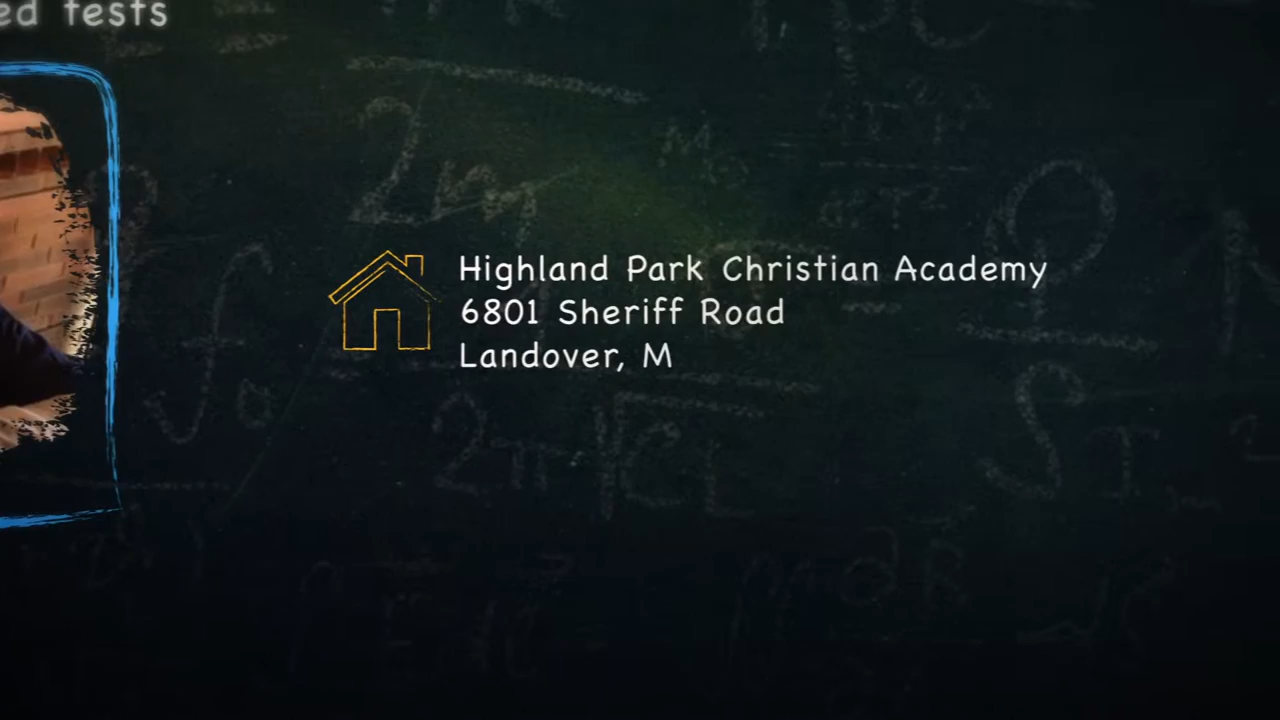 ed tests
Highland Park Christian Academy
6801 Sheriff Road
Landover, M